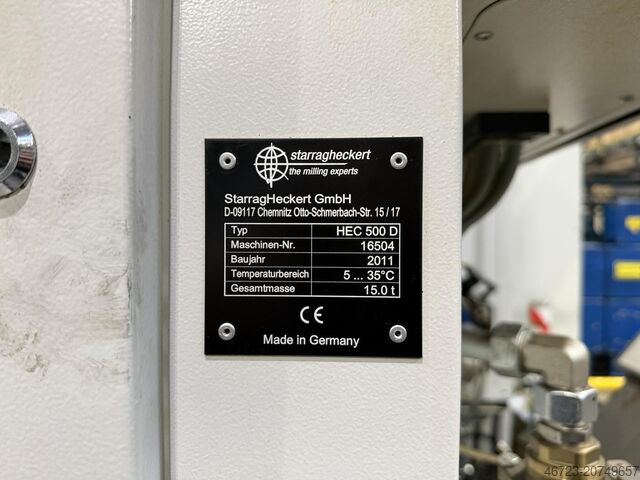 starragheckert
the milling experts
StarragHeckert GmbH
D-09117 Chemnitz Otto-Schmerbach-Str. 15 / 17
Typ HEC 500 D
Maschinen-Nr. 16504
Baujahr 2011
Temperaturbereich 5 ... 35°C
Gesamtmasse 15.0 t
CE
Made in Germany
46723-20749657